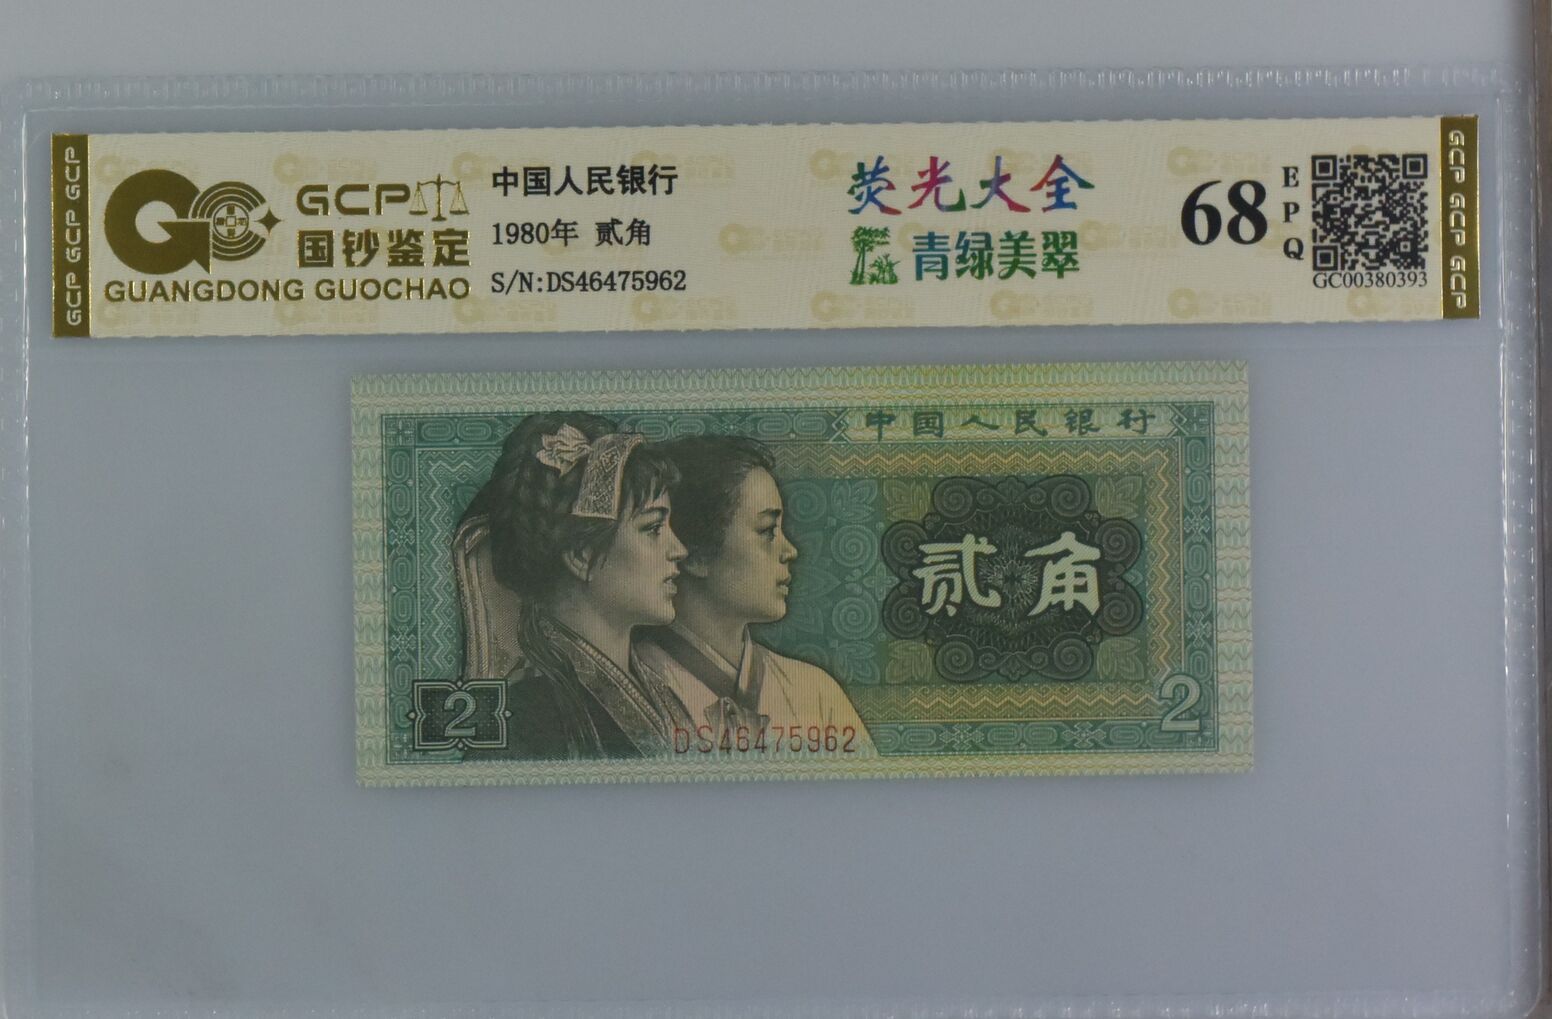 GCP GCP GCP
GCP
国钞鉴定
GUANGDONG GUOCHAO
中国人民银行
1980年 贰角
S/N:DS46475962
荧光大全
青绿美翠
68
EPQ
GC00380393
GCP GCP GCP
中国人民银行
贰角
2
DS46475962
2